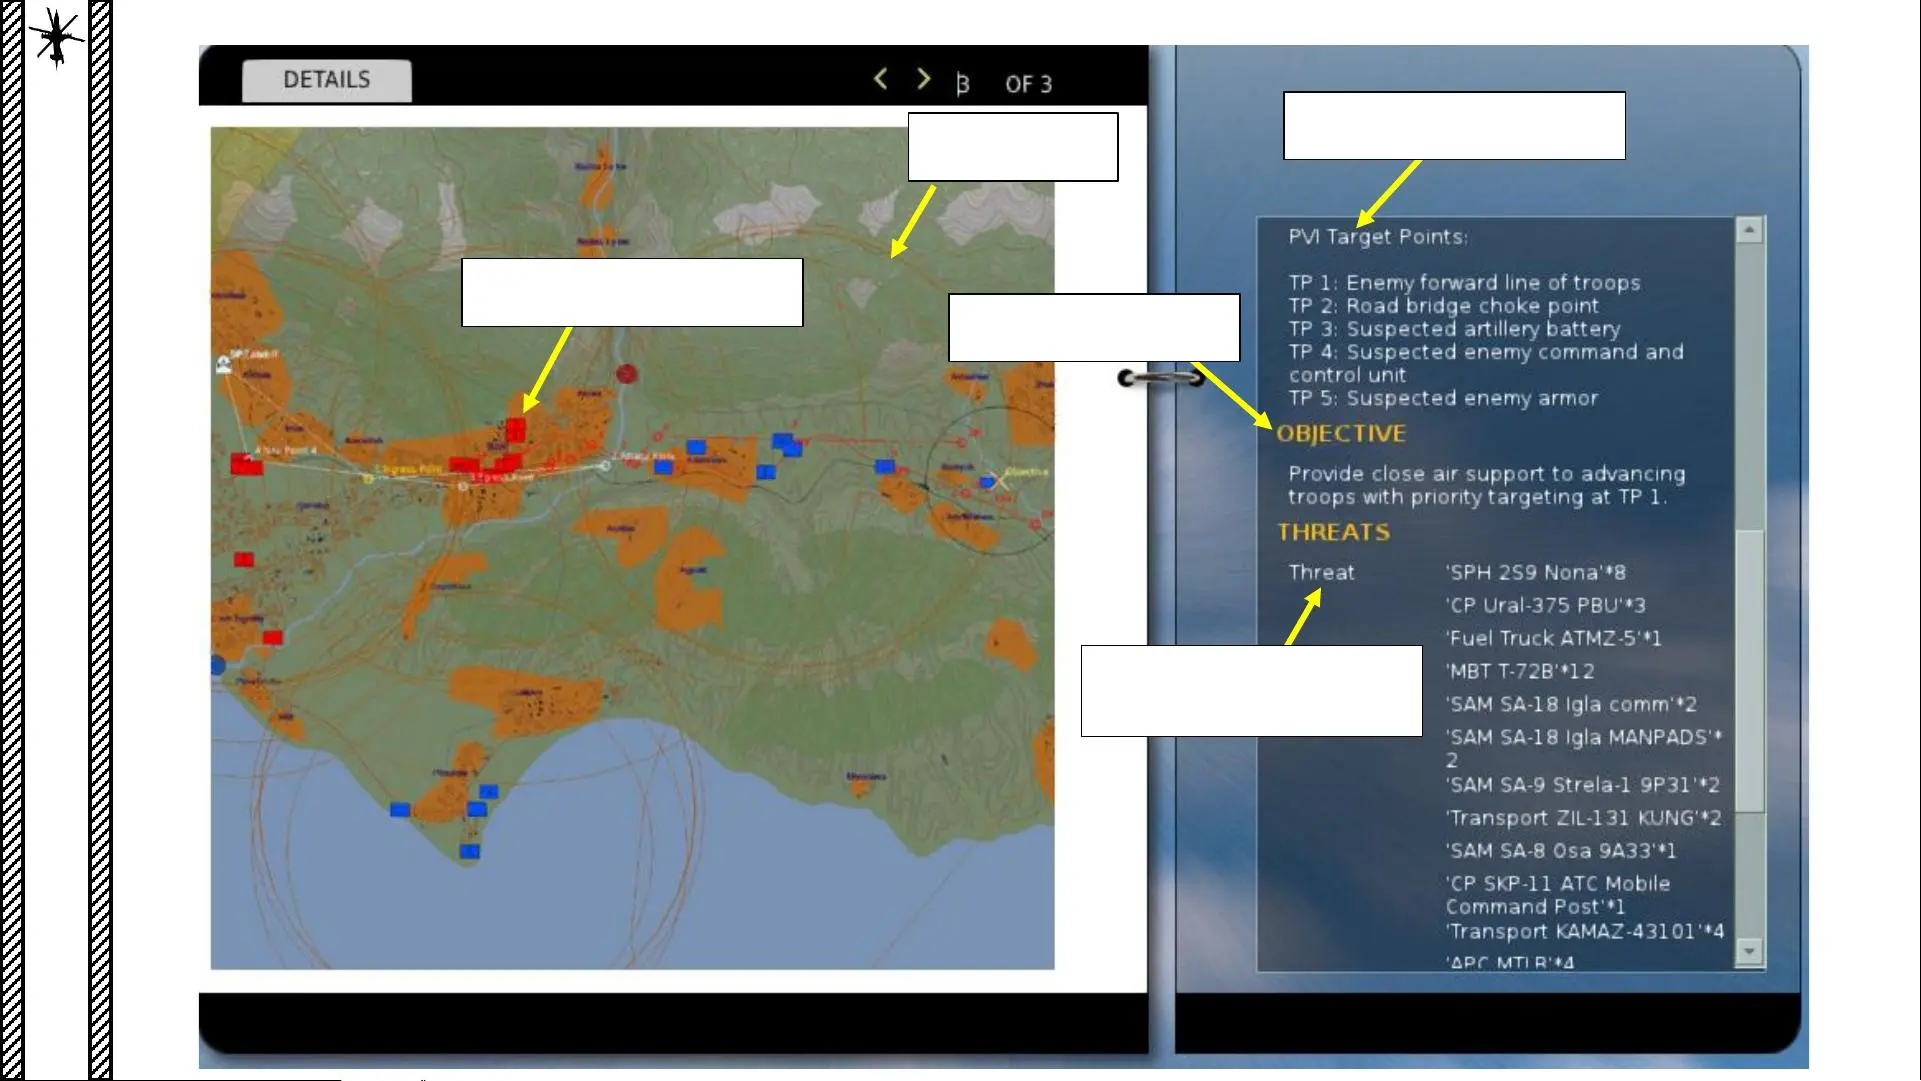 DETAILS
3 OF 3
PVI Target Points:
TP 1: Enemy forward line of troops
TP 2: Road bridge choke point
TP 3: Suspected artillery battery
TP 4: Suspected enemy command and
control unit
TP 5: Suspected enemy armor
OBJECTIVE
Provide close air support to advancing
troops with priority targeting at TP 1.
THREATS
Threat 'SPH 2S9 Nona'*8
'CP Ural-375 PBU'*3
'Fuel Truck ATMZ-5'*1
'MBT T-72B'*12
'SAM SA-18 Igla comm'*2
'SAM SA-18 Igla MANPADS'*
2
'SAM SA-9 Strela-1 9P31'*2
'Transport ZIL-131 KUNG'*2
'SAM SA-8 Osa 9A33'*1
'CP SKP-11 ATC Mobile
Command Post'*1
'Transport KAMAZ-43101'*4
'APC MTLB'*4
Objective